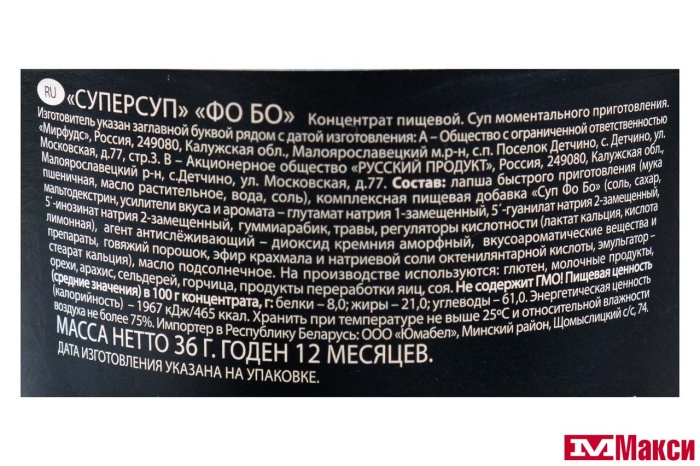 RU «СУПЕРСУП» «ФО БО» Концентрат пищевой. Суп моментального приготовления.
Изготовитель указан заглавной буквой рядом с датой изготовления: А – Общество с ограниченной ответственностью
«Мирфудс», Россия, 249080, Калужская обл., Малоярославецкий м.р-н, с.п. Поселок Детчино, с. Детчино, ул.
Московская, д.77, стр.3. В – Акционерное общество «РУССКИЙ ПРОДУКТ», Россия, 249080, Калужская обл.,
Малоярославецкий р-н, с.Детчино, ул. Московская, д.77. Состав: лапша быстрого приготовления (мука
пшеничная, масло растительное, вода, соль), комплексная пищевая добавка «Суп Фо Бо» (соль, сахар,
мальтодекстрин, усилители вкуса и аромата – глутамат натрия 1-замещенный, 5´-гуанилат натрия 2-замещенный,
5´-инозинат натрия 2-замещенный, гуммиарабик, травы, регуляторы кислотности (лактат кальция, кислота
лимонная), агент антислёживающий – диоксид кремния аморфный, вкусоароматические вещества и
препараты, говяжий порошок, эфир крахмала и натриевой соли октенилянтарной кислоты, эмульгатор –
стеарат кальция), масло подсолнечное. На производстве используются: глютен, молочные продукты,
орехи, арахис, сельдерей, горчица, продукты переработки яиц, соя. Не содержит ГМО! Пищевая ценность
(средние значения) в 100 г концентрата, г: белки – 8,0; жиры – 21,0; углеводы – 61,0. Энергетическая ценность
(калорийность) – 1967 кДж/465 ккал. Хранить при температуре не выше 25ºС и относительной влажности
воздуха не более 75%. Импортер в Республику Беларусь: ООО «Юмабел», Минский район, Щомыслицкий с/с, 74.
МАССА НЕТТО 36 Г. ГОДЕН 12 МЕСЯЦЕВ.
ДАТА ИЗГОТОВЛЕНИЯ УКАЗАНА НА УПАКОВКЕ.
Макси